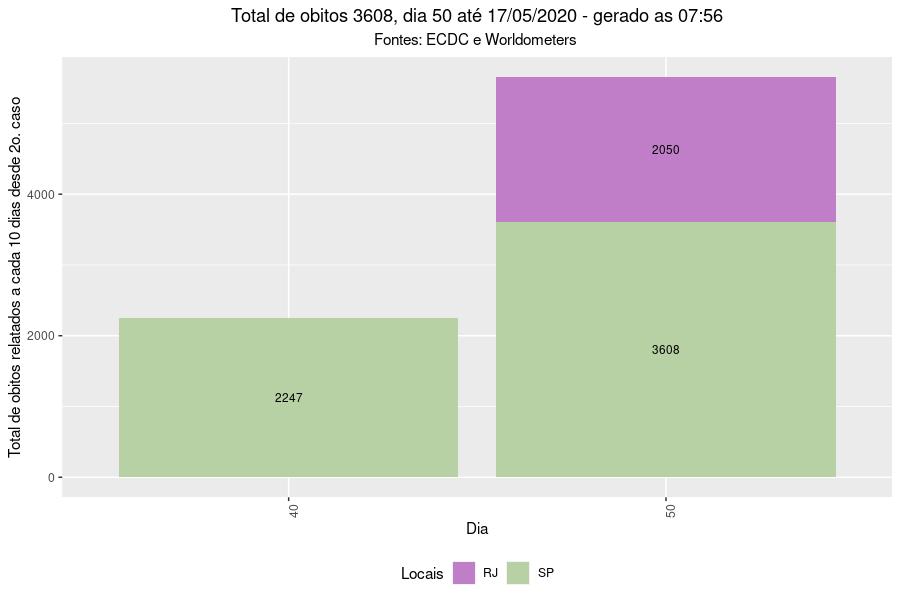 Total de obitos 3608, dia 50 até 17/05/2020 - gerado as 07:56
Fontes: ECDC e Worldometers
Total de obitos relatados a cada 10 dias desde 2o. caso
4000
2000
0
2050
3608
2247
40
50
Dia
Locais RJ SP